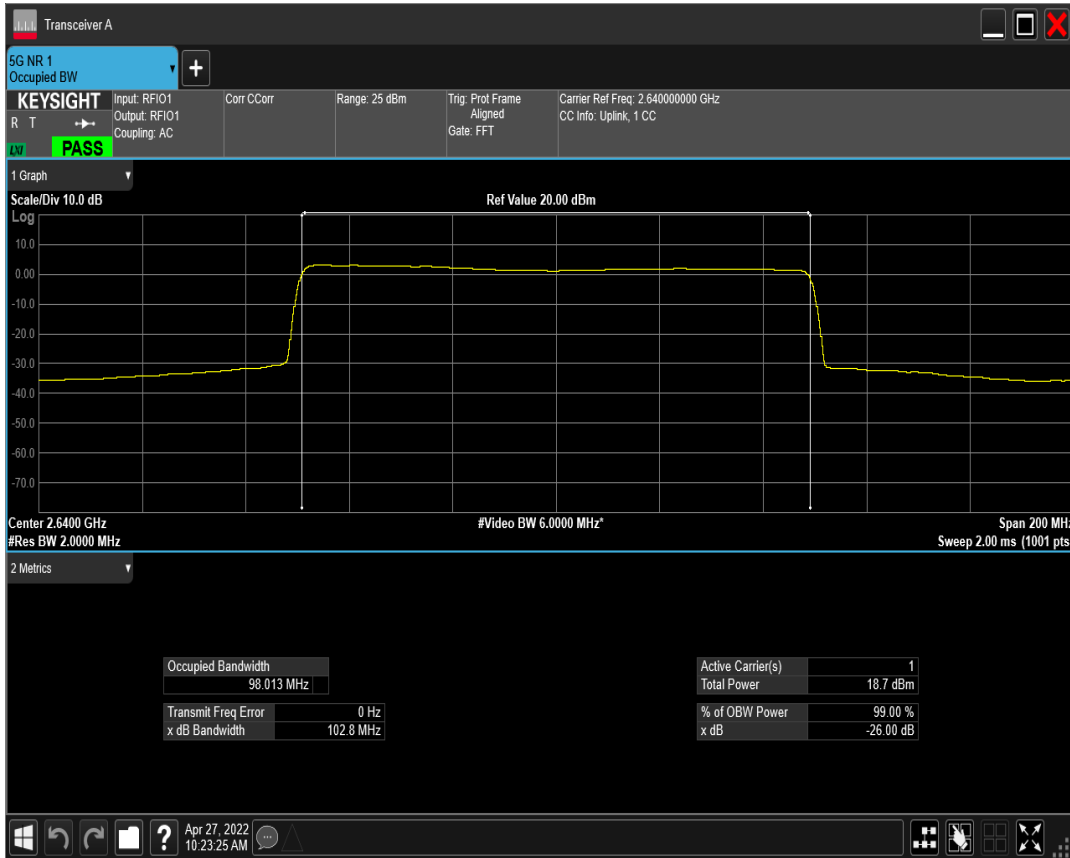 Transceiver A
5G NR 1
Occupied BW
KEYSIGHT
R T
LXI
PASS
Input: RFIO1
Output: RFIO1
Coupling: AC
Corr CCorr
Range: 25 dBm
Trig: Prot Frame
Aligned
Gate: FFT
Carrier Ref Freq: 2.640000000 GHz
CC Info: Uplink, 1 CC
1 Graph
Scale/Div 10.0 dB
Ref Value 20.00 dBm
Log
10.0
0.00
-10.0
-20.0
-30.0
-40.0
-50.0
-60.0
-70.0
Center 2.6400 GHz
#Video BW 6.0000 MHz*
Span 200 MHz
#Res BW 2.0000 MHz
Sweep 2.00 ms (1001 pts
2 Metrics
Occupied Bandwidth
98.013 MHz
Transmit Freq Error 0 Hz
x dB Bandwidth 102.8 MHz
Active Carrier(s) 1
Total Power 18.7 dBm
% of OBW Power 99.00 %
x dB -26.00 dB
?
Apr 27, 2022
10:23:25 AM